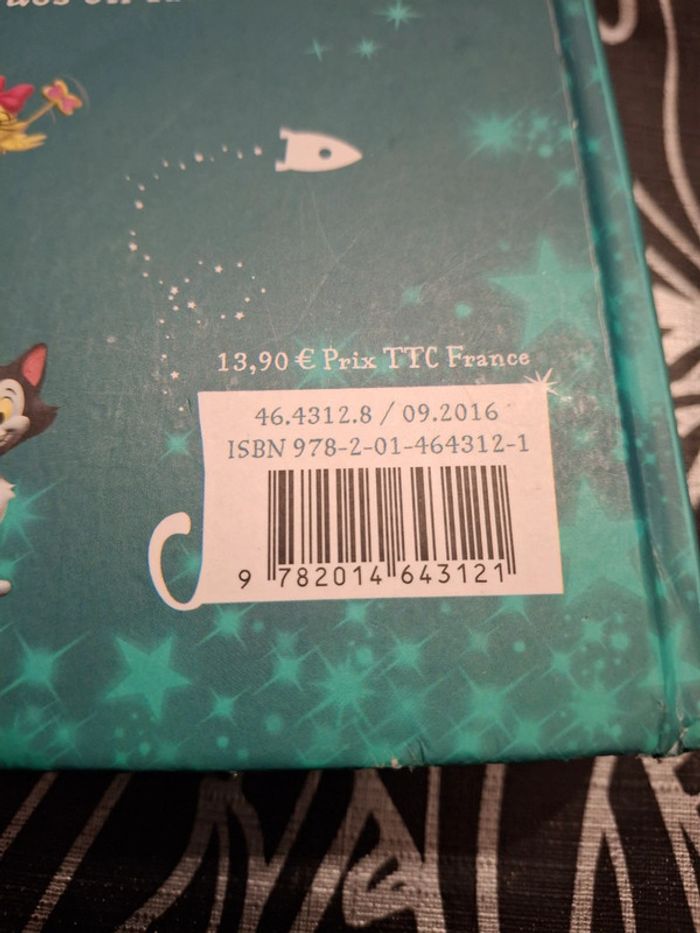 13,90 € Prix TTC France
46.4312.8 / 09.2016
ISBN 978-2-01-464312-1
9 782014 643121